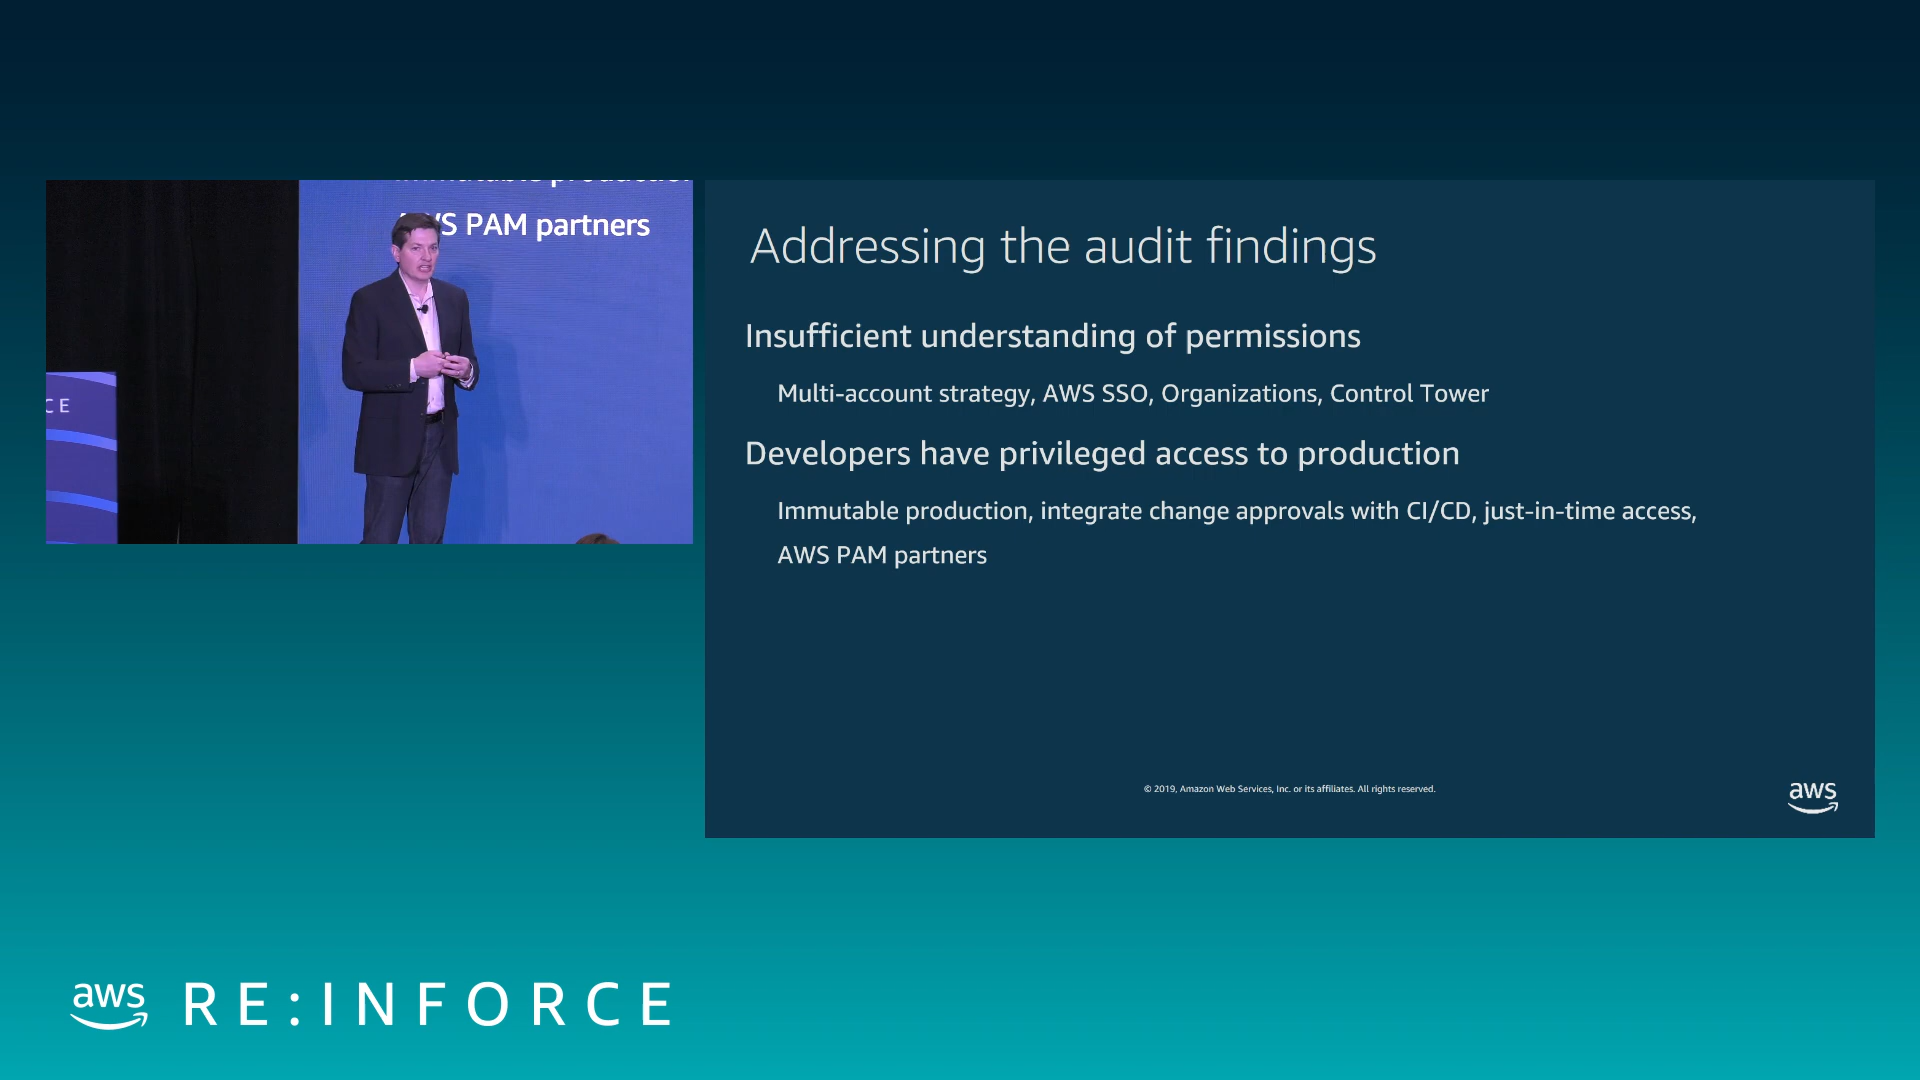 AWS PAM partners
C E
Addressing the audit findings
Insufficient understanding of permissions
Multi-account strategy, AWS SSO, Organizations, Control Tower
Developers have privileged access to production
Immutable production, integrate change approvals with CI/CD, just-in-time access,
AWS PAM partners
© 2019, Amazon Web Services, Inc. or its affiliates. All rights reserved.
aws
aws RE:INFORCE